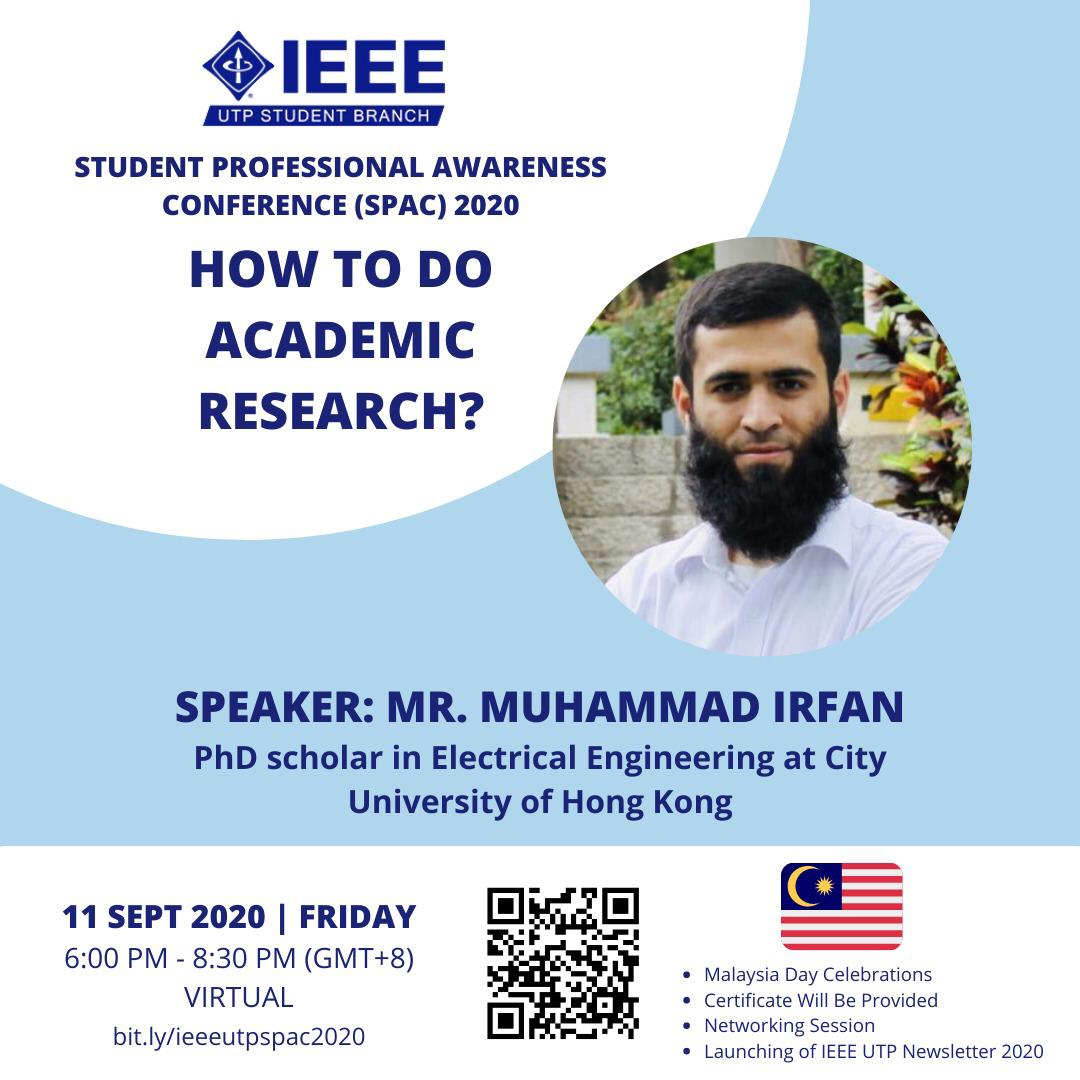 IEEE
UTP STUDENT BRANCH
STUDENT PROFESSIONAL AWARENESS
CONFERENCE (SPAC) 2020
HOW TO DO
ACADEMIC
RESEARCH?
SPEAKER: MR. MUHAMMAD IRFAN
PhD scholar in Electrical Engineering at City
University of Hong Kong
11 SEPT 2020 | FRIDAY
6:00 PM - 8:30 PM (GMT+8)
VIRTUAL
bit.ly/ieeeutpspac2020
• Malaysia Day Celebrations
• Certificate Will Be Provided
• Networking Session
• Launching of IEEE UTP Newsletter 2020